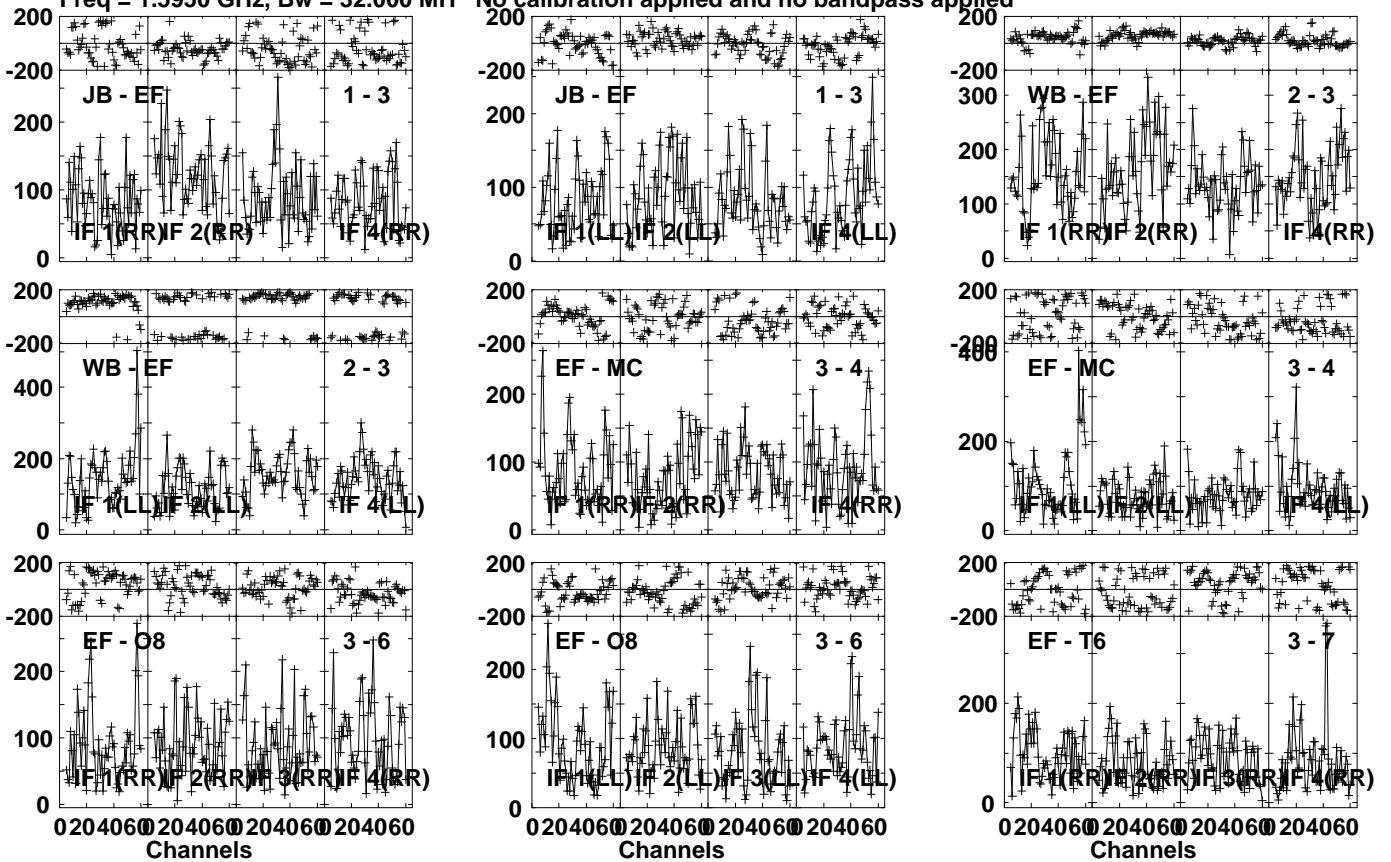 Freq = 1.5950 GHz, Bw = 32.000 MH No calibration applied and no bandpass applied
-200 -200 200 -200
JB - EF 1 - 3 JB - EF 1 - 3 WB - EF 2 - 3
200 200 300
100 100 200
100
IF 1(RR) IF 2(RR) IF 4(RR) IF 1(LL) IF 2(LL) IF 4(LL) IF 1(RR) IF 2(RR) IF 4(RR)
0 0 0
200 200 200
-200 -200 -200
WB - EF 2 - 3 EF - MC 3 - 4 EF - MC 3 - 4
400 200 400
200 100 200
IF 1(LL) IF 2(LL) IF 4(LL) IF 1(RR) IF 2(RR) IF 4(RR) IF 1(LL) IF 2(LL) IF 4(LL)
0 0 0
200 200 200
-200 -200 -200
EF - O8 3 - 6 EF - O8 3 - 6 EF - T6 3 - 7
200 200 200
100 100
IF 1(RR) IF 2(RR) IF 3(RR) IF 4(RR) IF 1(LL) IF 2(LL) IF 3(LL) IF 4(LL) IF 1(RR) IF 2(RR) IF 3(RR) IF 4(RR)
0 0 0
0 20 40 60 0 20 40 60 0 20 40 60 0 20 40 60 0 20 40 60 0 20 40 60 0 20 40 60 0 20 40 60 0 20 40 60 0 20 40 60 0 20 40 60 0 20 40 60
Channels Channels Channels